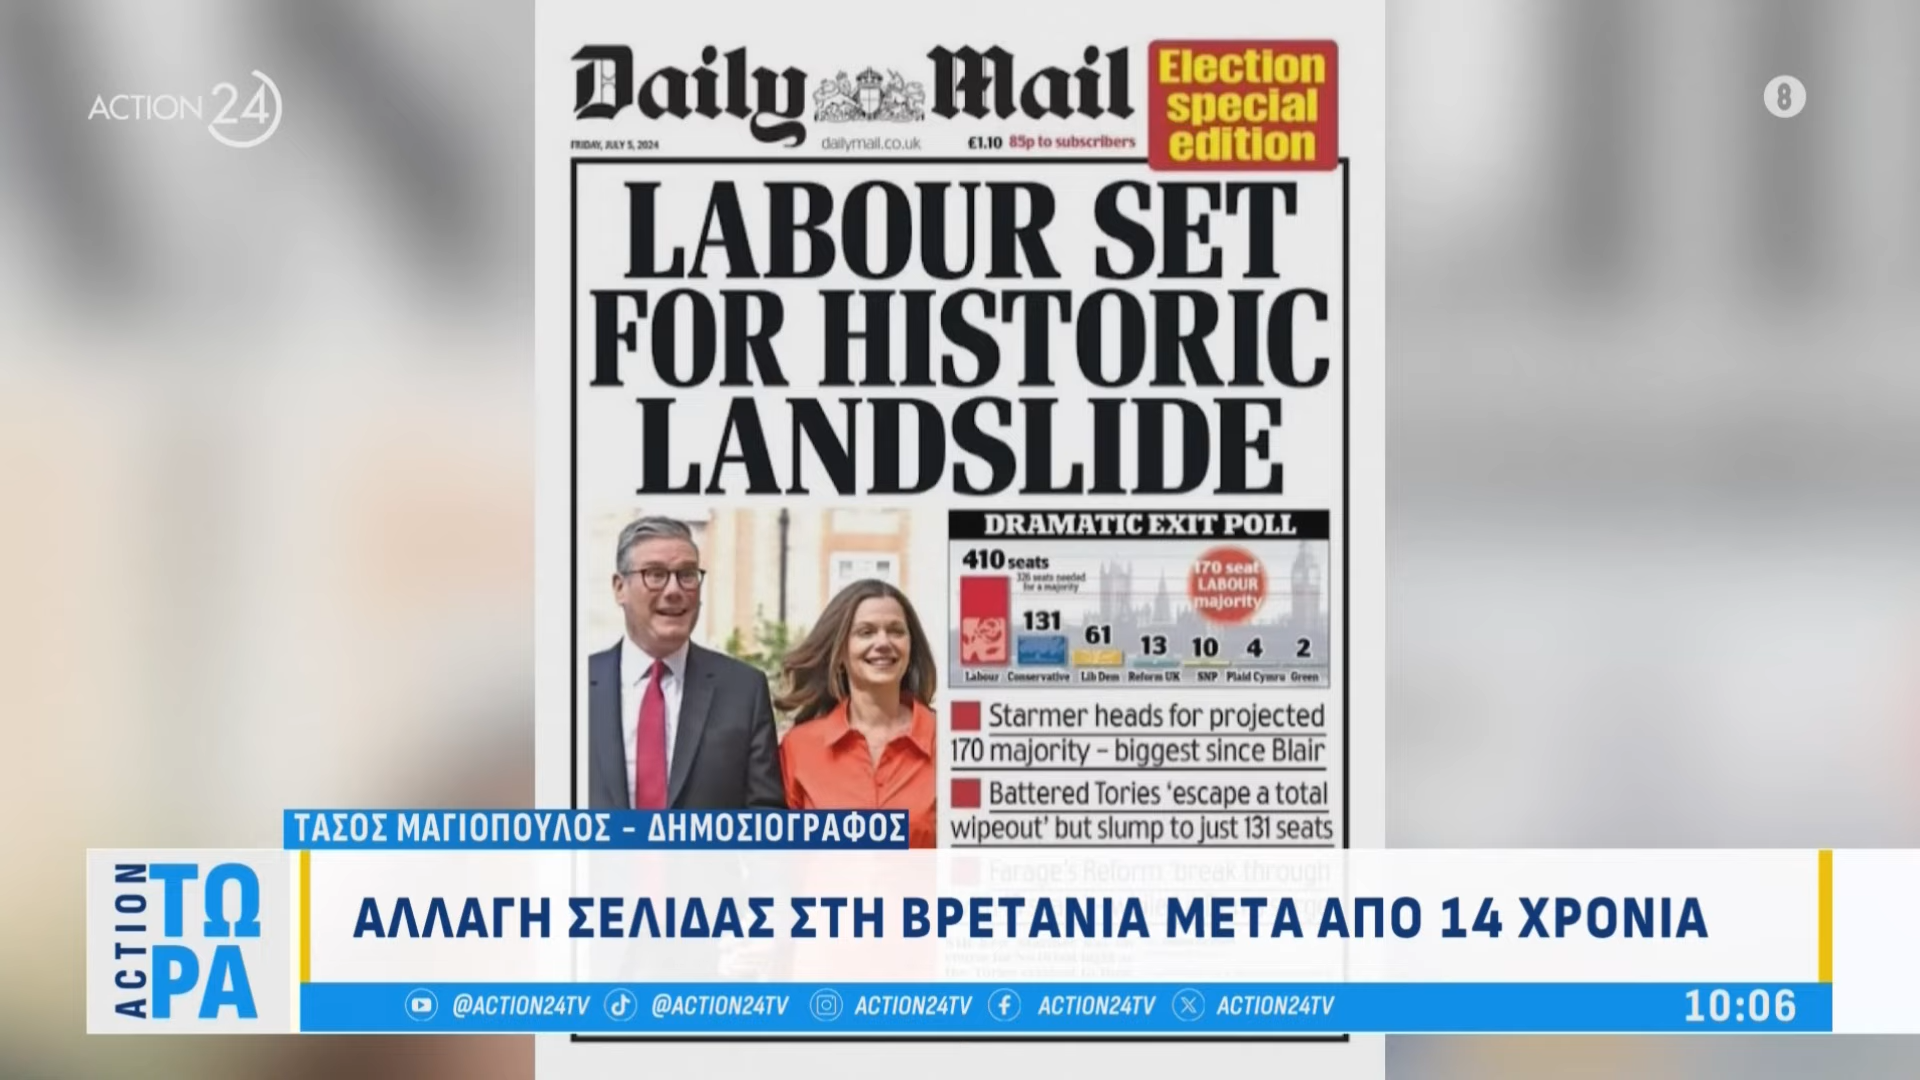 ACTION 24
8
Daily Mail
Election
special
edition
FRIDAY, JULY 5, 2024
dailymail.co.uk
£1.10 85p to subscribers
LABOUR SET
FOR HISTORIC
LANDSLIDE
DRAMATIC EXIT POLL
410 seats
326 seats needed
for a majority
170 seat
LABOUR
majority
131
61
13
10
4
2
Labour Conservative Lib Dem Reform UK SNP Plaid Cymru Green
Starmer heads for projected
170 majority – biggest since Blair
Battered Tories 'escape a total
wipeout' but slump to just 131 seats
Farage's Reform 'break through
ΤΑΣΟΣ ΜΑΓΙΟΠΟΥΛΟΣ - ΔΗΜΟΣΙΟΓΡΑΦΟΣ
ACTION
ΤΩ
ΡΑ
ΑΛΛΑΓΗ ΣΕΛΙΔΑΣ ΣΤΗ ΒΡΕΤΑΝΙΑ ΜΕΤΑ ΑΠΟ 14 ΧΡΟΝΙΑ
@ACTION24TV @ACTION24TV ACTION24TV ACTION24TV ACTION24TV
10:06